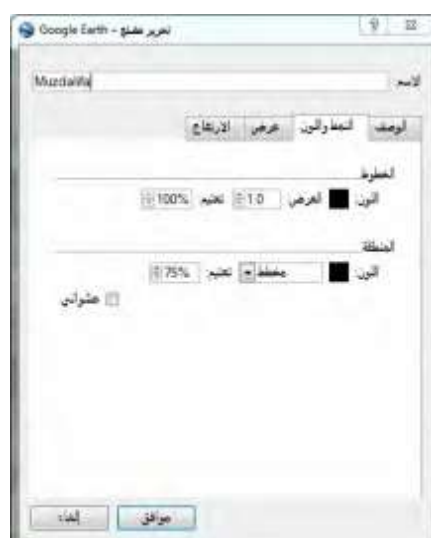 Google Earth - تحرير مضلع
الاسم: Muzdalifa
الوصف النمط واللون عرض الارتفاع
الخطوط
اللون: العرض: 1.0 تعتيم: 100%
المنطقة
اللون: مخطط تعتيم: 75%
عشوائي
موافق إلغاء